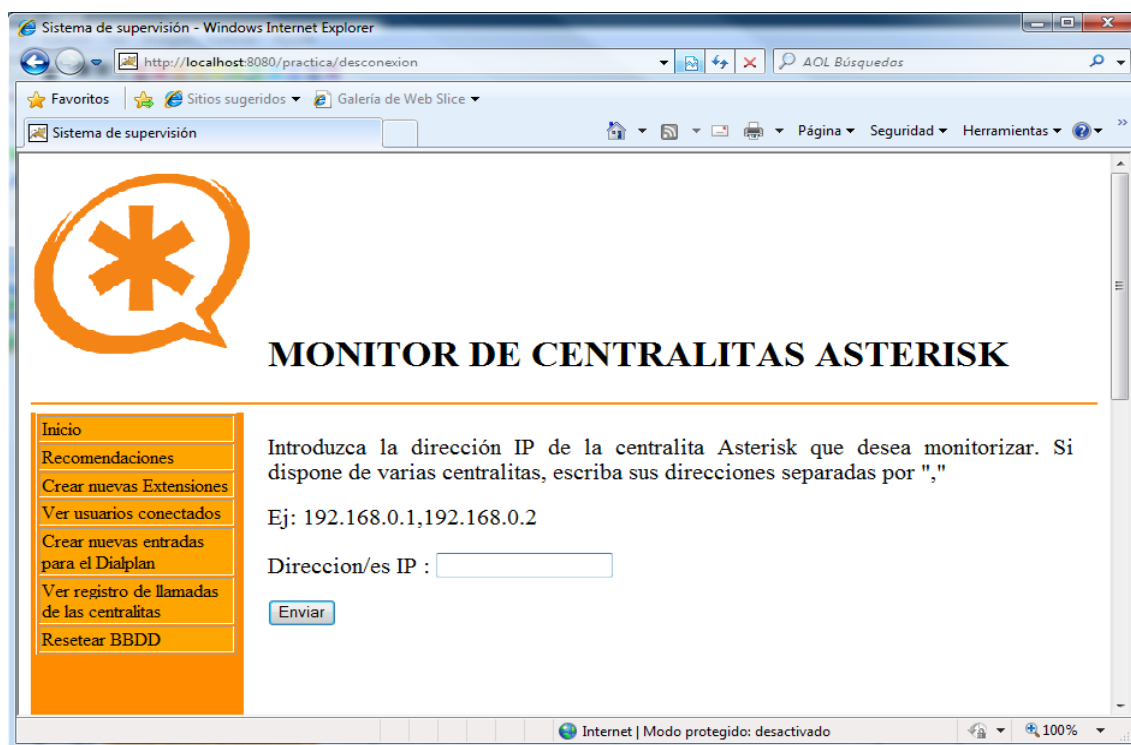 Sistema de supervisión - Windows Internet Explorer
http://localhost:8080/practica/desconexion
AOL Búsquedas
Favoritos
Sitios sugeridos
Galería de Web Slice
Sistema de supervisión
Página
Seguridad
Herramientas
MONITOR DE CENTRALITAS ASTERISK
Inicio
Recomendaciones
Crear nuevas Extensiones
Ver usuarios conectados
Crear nuevas entradas
para el Dialplan
Ver registro de llamadas
de las centralitas
Resetear BBDD
Introduzca la dirección IP de la centralita Asterisk que desea monitorizar. Si
dispone de varias centralitas, escriba sus direcciones separadas por ","
Ej: 192.168.0.1,192.168.0.2
Direccion/es IP :
Enviar
Internet | Modo protegido: desactivado
100%